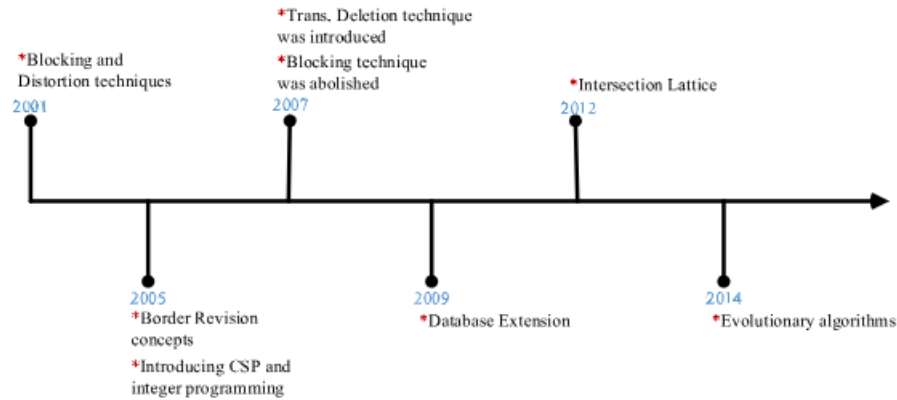 *Blocking and
Distortion techniques
2001
*Trans. Deletion technique
was introduced
*Blocking technique
was abolished
2007
*Intersection Lattice
2012
2005
*Border Revision
concepts
*Introducing CSP and
integer programming
2009
*Database Extension
2014
*Evolutionary algorithms